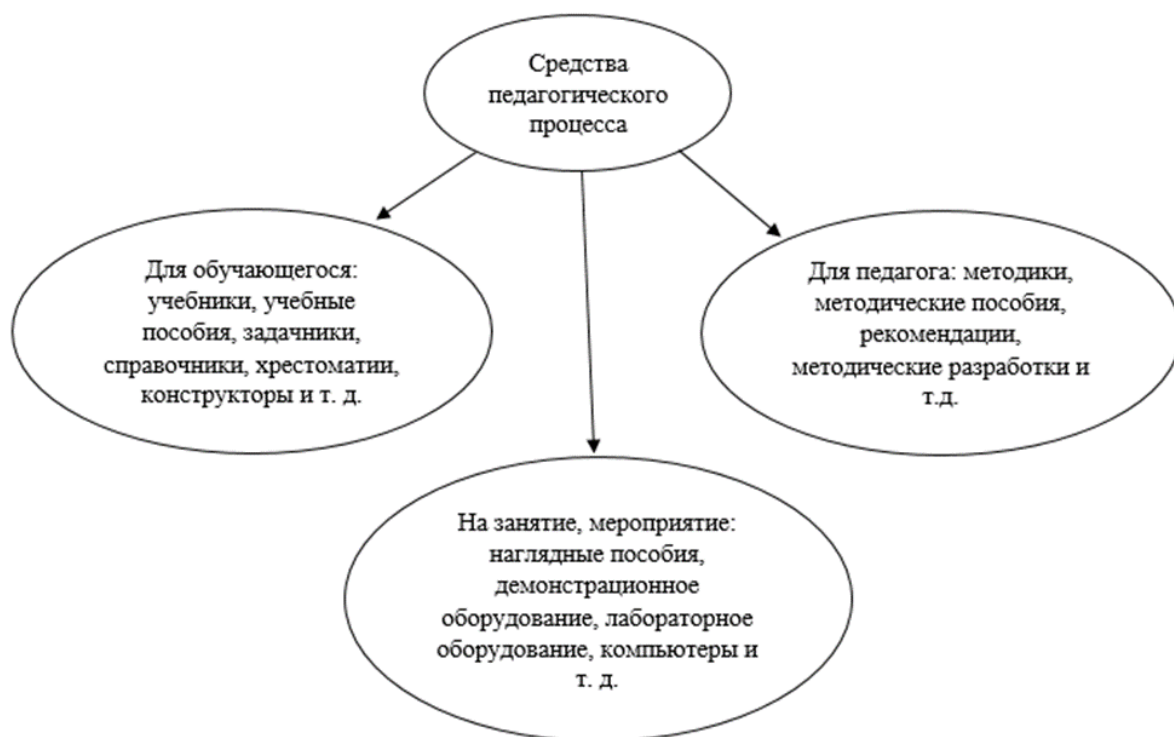 Средства
педагогического
процесса
Для обучающегося:
учебники, учебные
пособия, задачники,
справочники, хрестоматии,
конструкторы и т. д.
Для педагога: методики,
методические пособия,
рекомендации,
методические разработки и
т.д.
На занятие, мероприятие:
наглядные пособия,
демонстрационное
оборудование, лабораторное
оборудование, компьютеры и
т. д.